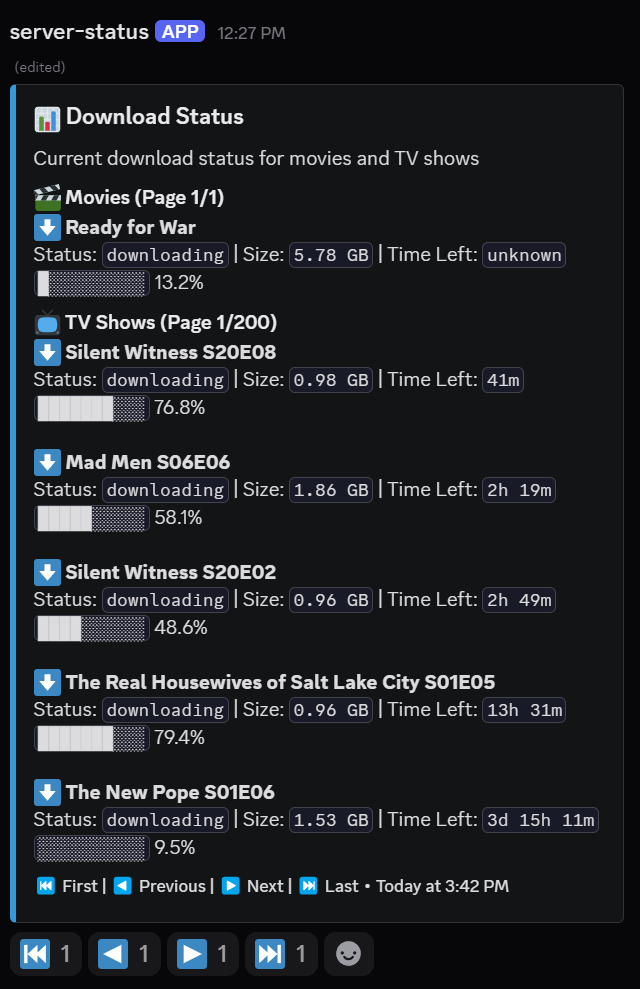 server-status APP 12:27 PM
(edited)
Download Status
Current download status for movies and TV shows
Movies (Page 1/1)
Ready for War
Status: downloading | Size: 5.78 GB | Time Left: unknown
█░░░░░░░░░ 13.2%
TV Shows (Page 1/200)
Silent Witness S20E08
Status: downloading | Size: 0.98 GB | Time Left: 41m
███████░░░ 76.8%
Mad Men S06E06
Status: downloading | Size: 1.86 GB | Time Left: 2h 19m
█████░░░░░ 58.1%
Silent Witness S20E02
Status: downloading | Size: 0.96 GB | Time Left: 2h 49m
████░░░░░░ 48.6%
The Real Housewives of Salt Lake City S01E05
Status: downloading | Size: 0.96 GB | Time Left: 13h 31m
███████░░░ 79.4%
The New Pope S01E06
Status: downloading | Size: 1.53 GB | Time Left: 3d 15h 11m
░░░░░░░░░░ 9.5%
⏮ First | ◀ Previous | ▶ Next | ⏭ Last • Today at 3:42 PM
⏮ 1 ◀ 1 ▶ 1 ⏭ 1